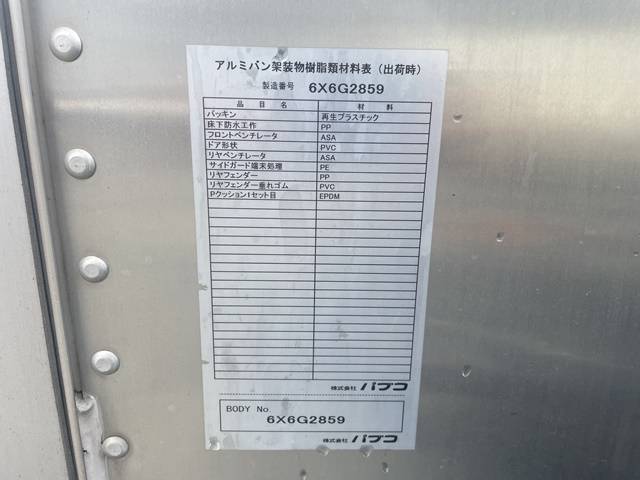 アルミバン架装物樹脂類材料表（出荷時）
製造番号 6X6G2859
品目名 材料
パッキン 再生プラスチック
床下防水工作 PP
フロントベンチレータ ASA
ドア形状 PVC
リヤベンチレータ ASA
サイドガード端末処理 PE
リヤフェンダー PP
リヤフェンダー垂れゴム PVC
Pクッション1セット目 EPDM
株式会社 パブコ
BODY No.
6X6G2859
株式会社 パブコ